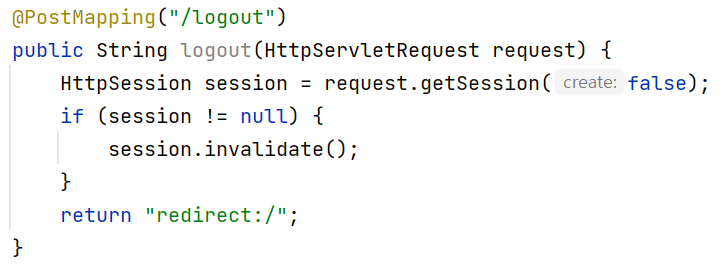 @PostMapping("/logout")
public String logout(HttpServletRequest request) {
    HttpSession session = request.getSession( create: false);
    if (session != null) {
        session.invalidate();
    }
    return "redirect:/";
}